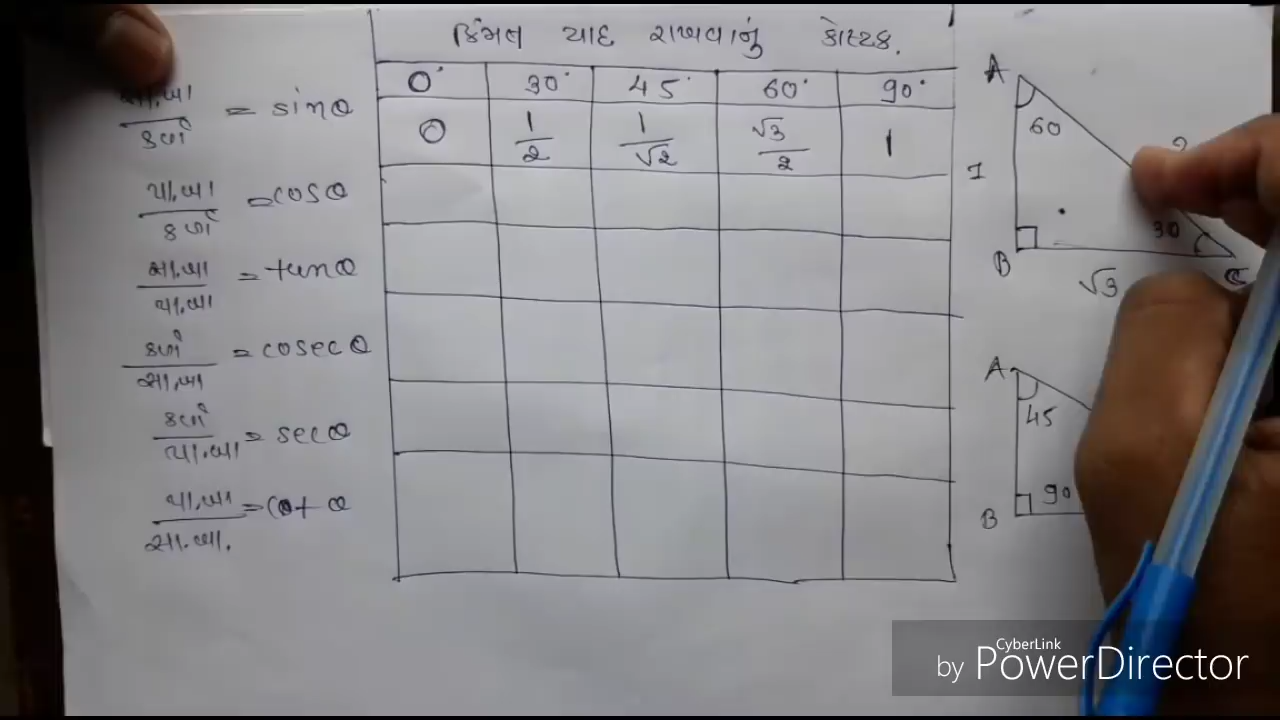 કિંમત યાદ રાખવાનું કોષ્ટક.
0° 30° 45° 60° 90°
0 1/2 1/√2 √3/2 1
સા.બા / કર્ણ = sinθ
પા.બા / કર્ણ = cosθ
સા.બા / પા.બા = tanθ
કર્ણ / સા.બા = cosecθ
કર્ણ / પા.બા = secθ
પા.બા / સા.બા. = cotθ
A
60
1
2
30
B
√3
C
A
45
B
90
CyberLink
by PowerDirector